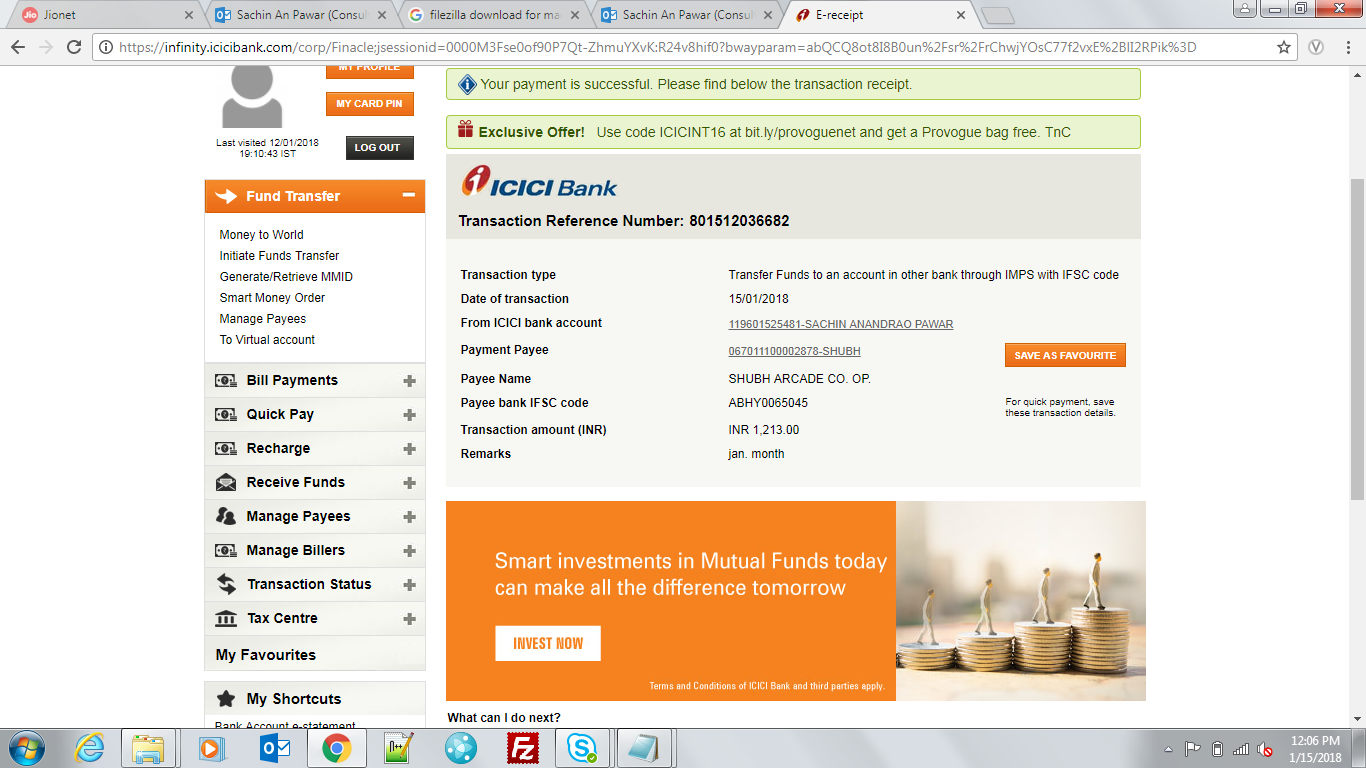 Jionet
Sachin An Pawar (Consul
filezilla download for ma
Sachin An Pawar (Consul
E-receipt
https://infinity.icicibank.com/corp/Finacle;jsessionid=0000M3Fse0of90P7Qt-ZhmuYXvK:R24v8hif0?bwayparam=abQCQ8ot8I8B0un%2Fsr%2FrChwjYOsC77f2vxE%2BlI2RPik%3D
MY PROFILE
MY CARD PIN
Last visited 12/01/2018
19:10:43 IST
LOG OUT
Fund Transfer
Money to World
Initiate Funds Transfer
Generate/Retrieve MMID
Smart Money Order
Manage Payees
To Virtual account
Bill Payments
Quick Pay
Recharge
Receive Funds
Manage Payees
Manage Billers
Transaction Status
Tax Centre
My Favourites
My Shortcuts
Bank Account e-statement
Your payment is successful. Please find below the transaction receipt.
Exclusive Offer! Use code ICICINT16 at bit.ly/provoguenet and get a Provogue bag free. TnC
ICICI Bank
Transaction Reference Number: 801512036682
Transaction type Transfer Funds to an account in other bank through IMPS with IFSC code
Date of transaction 15/01/2018
From ICICI bank account 119601525481-SACHIN ANANDRAO PAWAR
Payment Payee 067011100002878-SHUBH SAVE AS FAVOURITE
Payee Name SHUBH ARCADE CO. OP.
Payee bank IFSC code ABHY0065045
For quick payment, save
these transaction details.
Transaction amount (INR) INR 1,213.00
Remarks jan. month
Smart investments in Mutual Funds today
can make all the difference tomorrow
INVEST NOW
Terms and Conditions of ICICI Bank and third parties apply.
What can I do next?
12:06 PM
1/15/2018